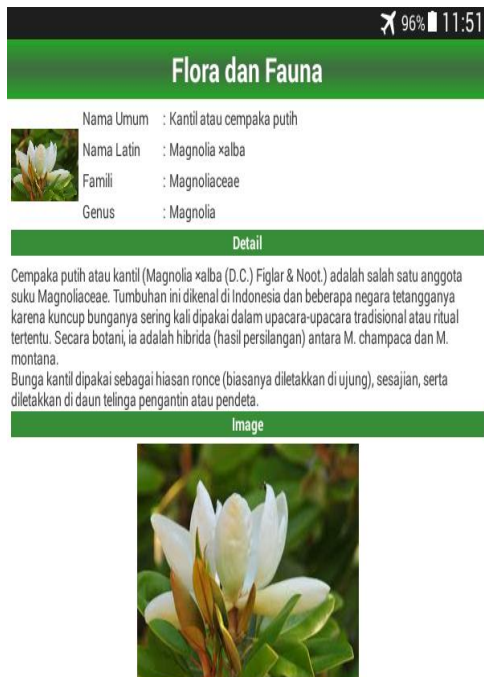 96% 11:51
Flora dan Fauna
Nama Umum : Kantil atau cempaka putih
Nama Latin : Magnolia ×alba
Famili : Magnoliaceae
Genus : Magnolia
Detail
Cempaka putih atau kantil (Magnolia ×alba (D.C.) Figlar & Noot.) adalah salah satu anggota
suku Magnoliaceae. Tumbuhan ini dikenal di Indonesia dan beberapa negara tetangganya
karena kuncup bunganya sering kali dipakai dalam upacara-upacara tradisional atau ritual
tertentu. Secara botani, ia adalah hibrida (hasil persilangan) antara M. champaca dan M.
montana.
Bunga kantil dipakai sebagai hiasan ronce (biasanya diletakkan di ujung), sesajian, serta
diletakkan di daun telinga pengantin atau pendeta.
Image